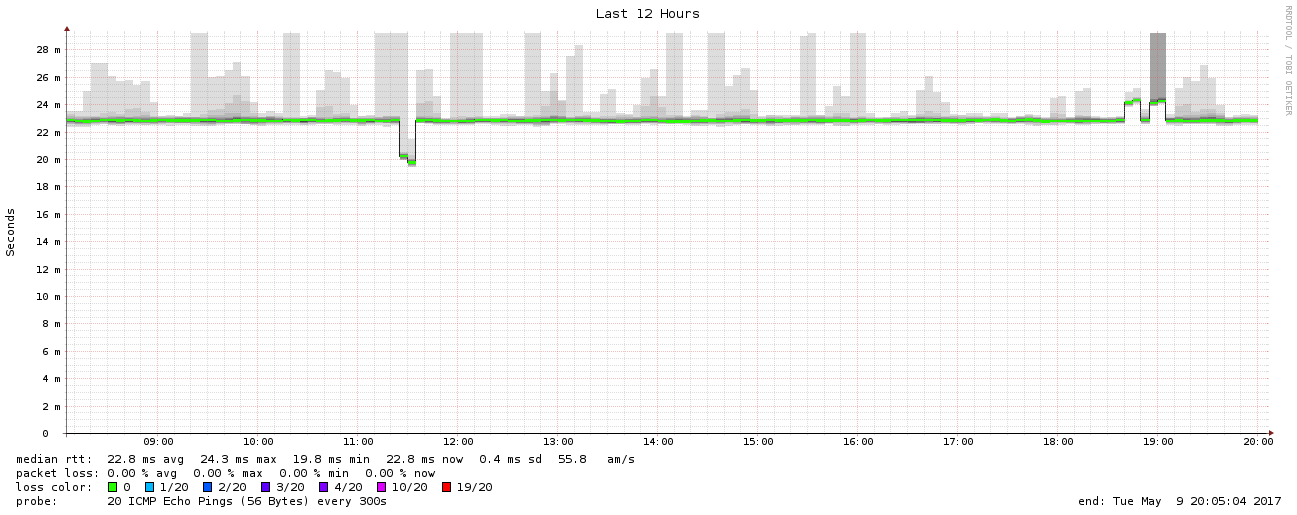 Last 12 Hours
RRDTOOL / TOBI OETIKER
Seconds
28 m
26 m
24 m
22 m
20 m
18 m
16 m
14 m
12 m
10 m
8 m
6 m
4 m
2 m
0
09:00 10:00 11:00 12:00 13:00 14:00 15:00 16:00 17:00 18:00 19:00 20:00
median rtt: 22.8 ms avg 24.3 ms max 19.8 ms min 22.8 ms now 0.4 ms sd 55.8 am/s
packet loss: 0.00 % avg 0.00 % max 0.00 % min 0.00 % now
loss color: 0 1/20 2/20 3/20 4/20 10/20 19/20
probe: 20 ICMP Echo Pings (56 Bytes) every 300s end: Tue May 9 20:05:04 2017